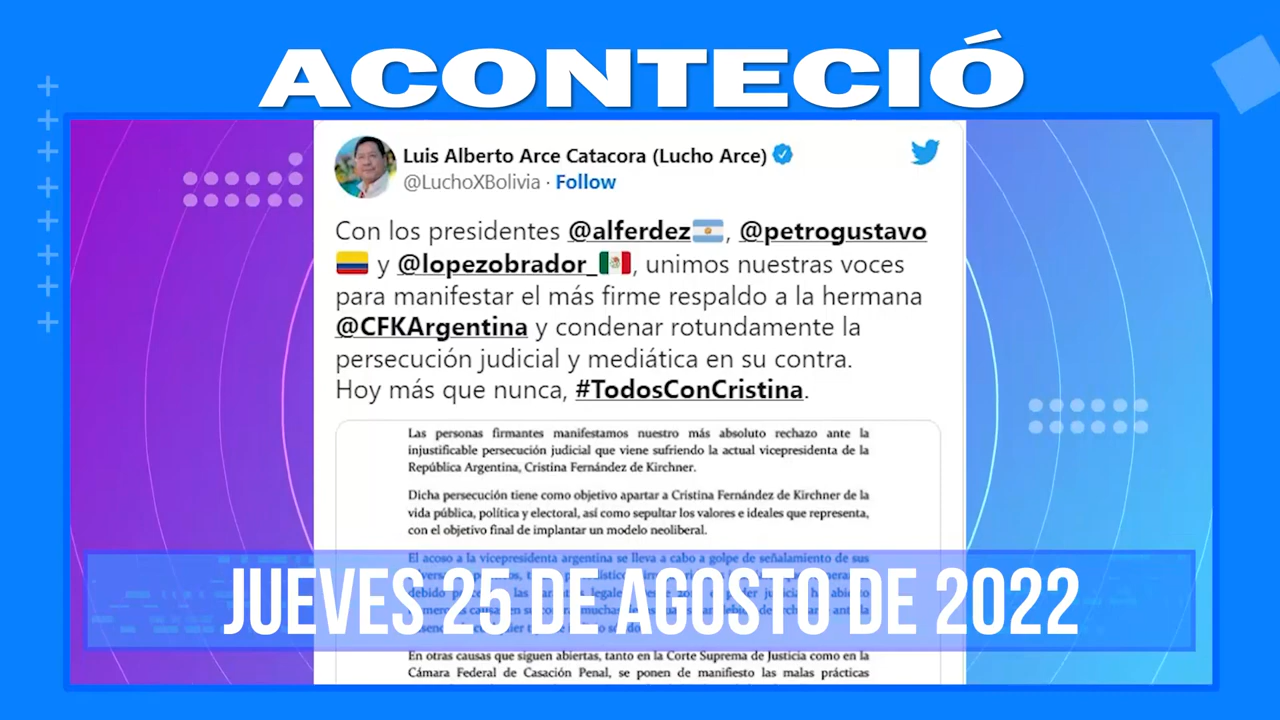 ACONTECIÓ
Luis Alberto Arce Catacora (Lucho Arce)
@LuchoXBolivia · Follow
Con los presidentes @alferdez, @petrogustavo
y @lopezobrador_, unimos nuestras voces
para manifestar el más firme respaldo a la hermana
@CFKArgentina y condenar rotundamente la
persecución judicial y mediática en su contra.
Hoy más que nunca, #TodosConCristina.
Las personas firmantes manifestamos nuestro más absoluto rechazo ante la
injustificable persecución judicial que viene sufriendo la actual vicepresidenta de la
República Argentina, Cristina Fernández de Kirchner.
Dicha persecución tiene como objetivo apartar a Cristina Fernández de Kirchner de la
vida pública, política y electoral, así como sepultar los valores e ideales que representa,
con el objetivo final de implantar un modelo neoliberal.
El acoso a la vicepresidenta argentina se lleva a cabo a golpe de señalamiento de sus
JUEVES 25 DE AGOSTO DE 2022
En otras causas que siguen abiertas, tanto en la Corte Suprema de Justicia como en la
Cámara Federal de Casación Penal, se ponen de manifiesto las malas prácticas